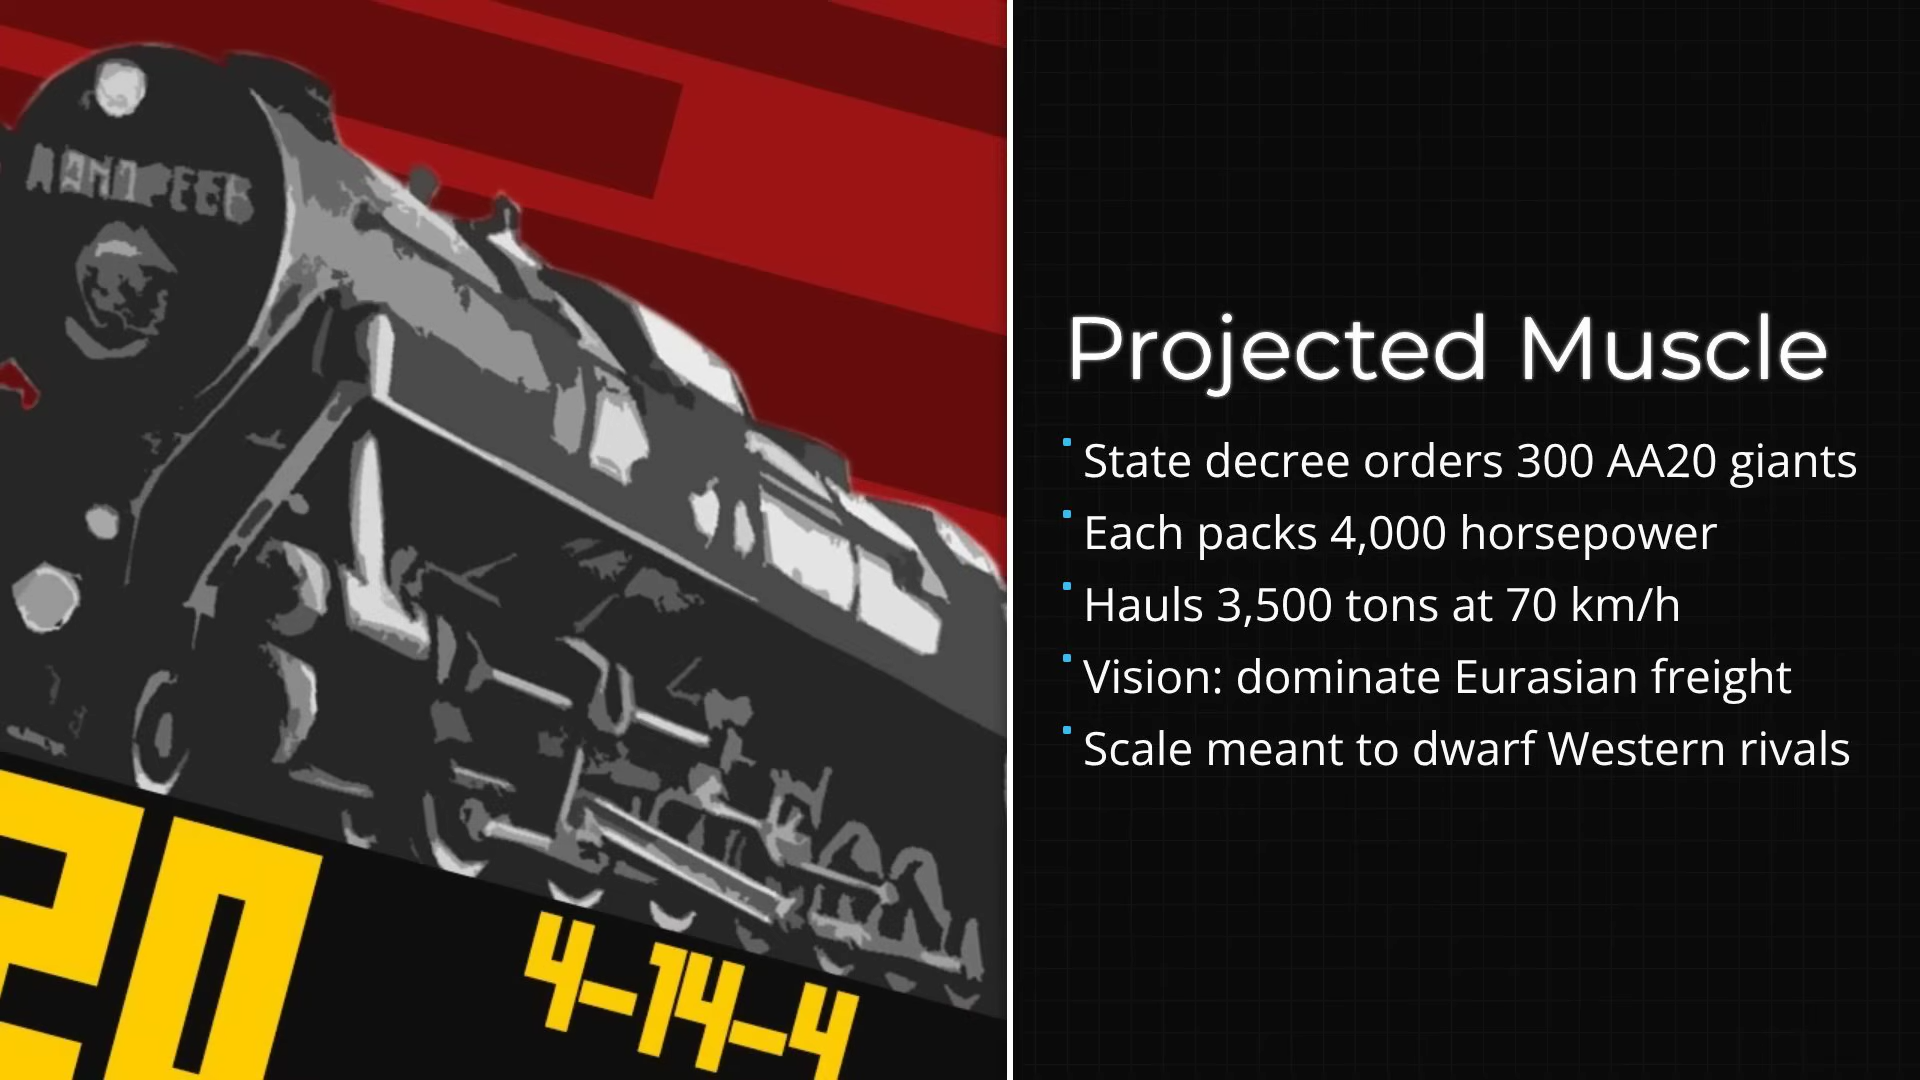 20
4-14-4
Projected Muscle
State decree orders 300 AA20 giants
Each packs 4,000 horsepower
Hauls 3,500 tons at 70 km/h
Vision: dominate Eurasian freight
Scale meant to dwarf Western rivals